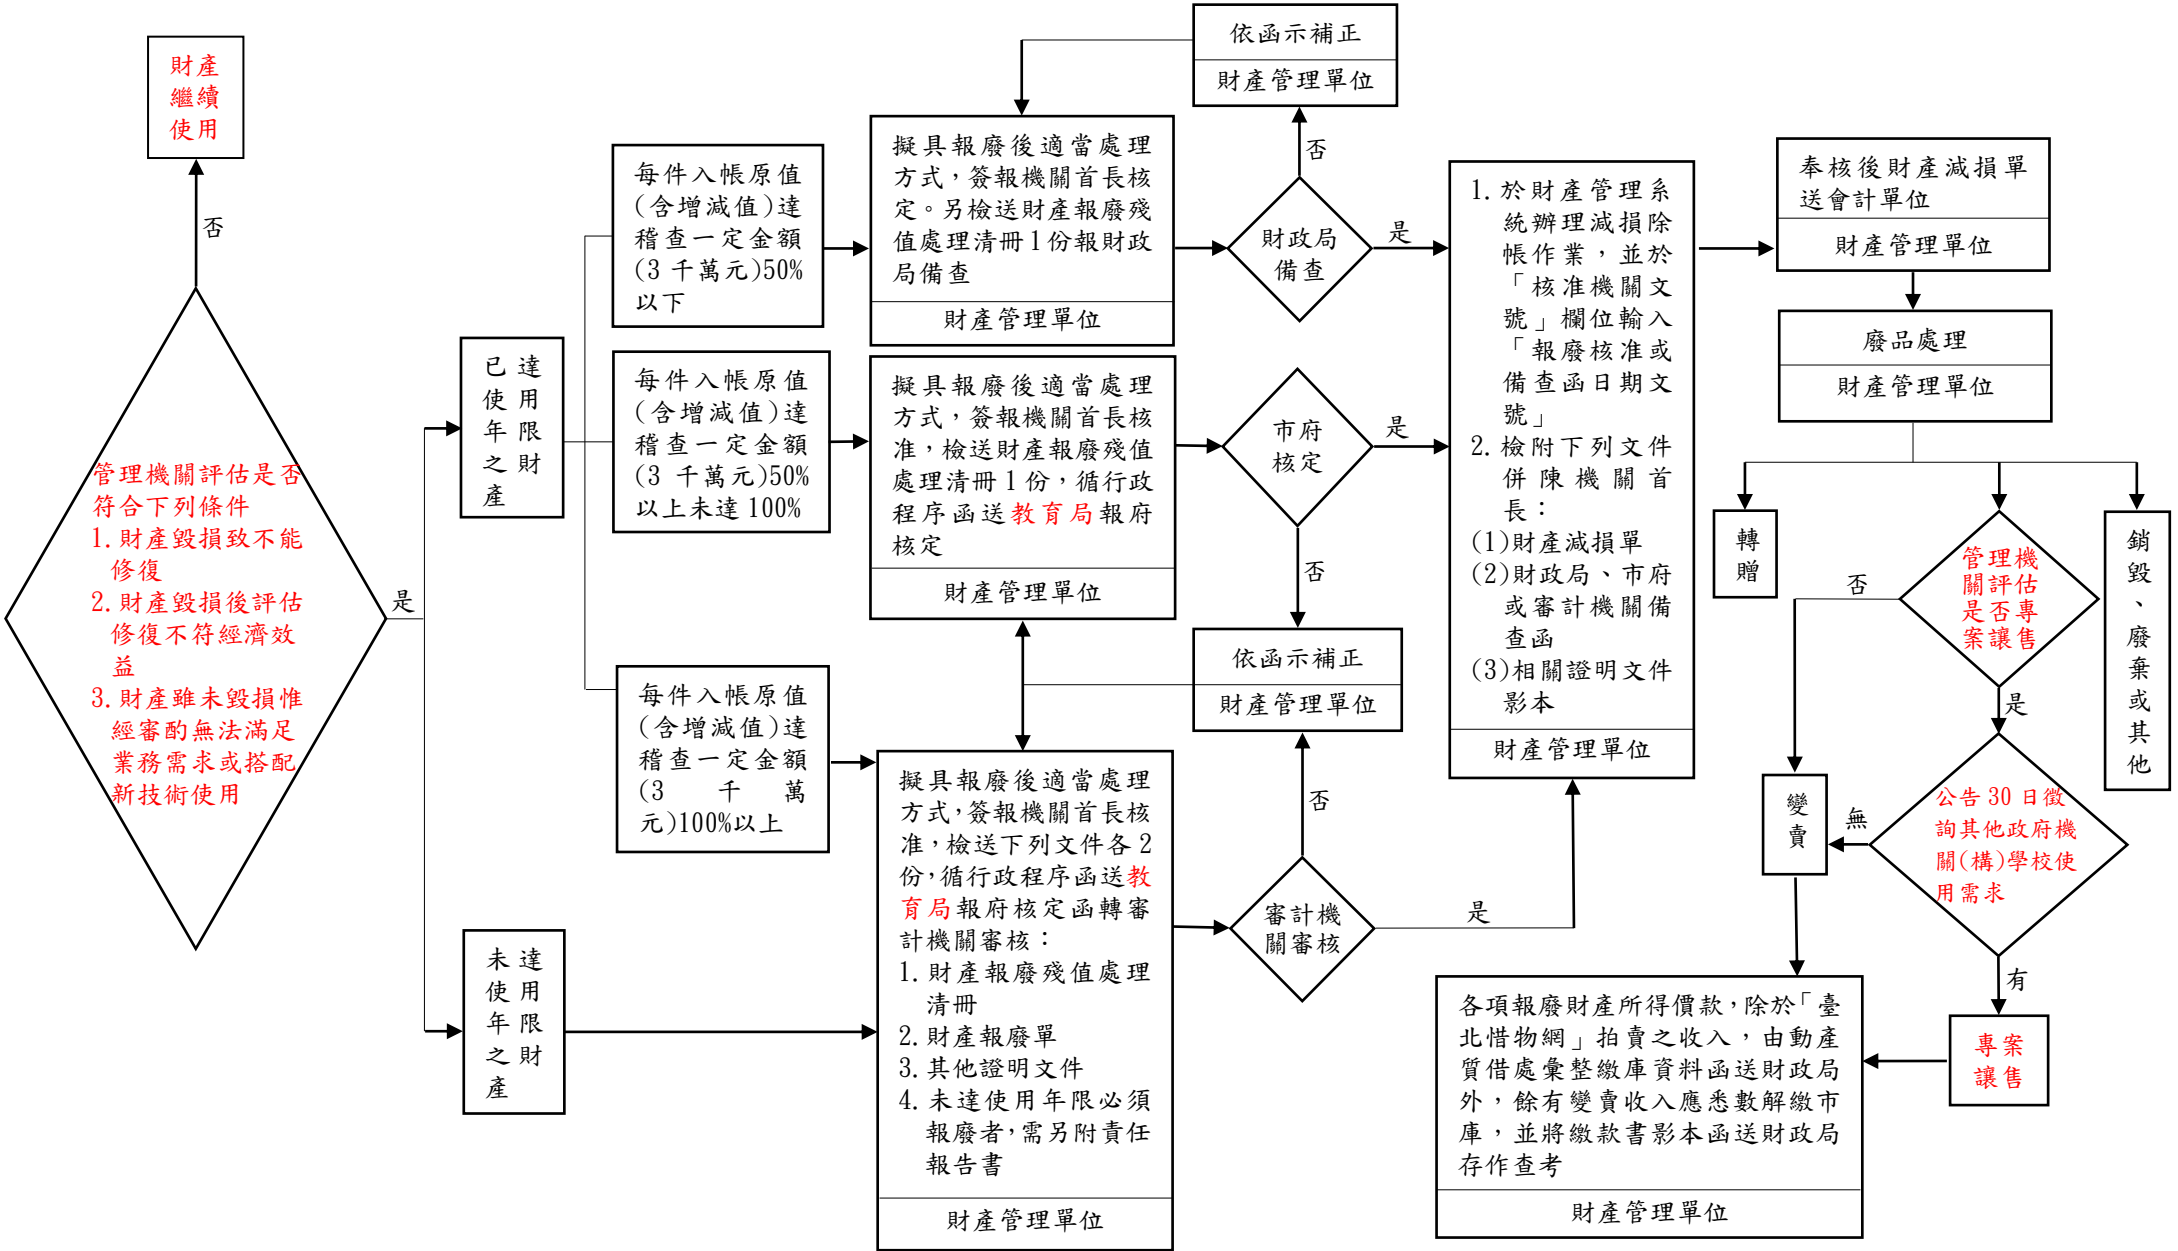 財產
繼續
使用
否
管理機關評估是否
符合下列條件
1.財產毀損致不能
修復
2.財產毀損後評估
修復不符經濟效
益
3.財產雖未毀損惟
經審酌無法滿足
業務需求或搭配
新技術使用
是
已達
使用
年限
之財
產
未達
使用
年限
之財
產
每件入帳原值
(含增減值)達
稽查一定金額
(3 千萬元)50%
以下
每件入帳原值
(含增減值)達
稽查一定金額
(3 千萬元)50%
以上未達 100%
每件入帳原值
(含增減值)達
稽查一定金額
(3 千 萬
元)100%以上
擬具報廢後適當處理
方式,簽報機關首長核
定。另檢送財產報廢殘
值處理清冊 1 份報財政
局備查
財產管理單位
擬具報廢後適當處理
方式,簽報機關首長核
准,檢送財產報廢殘值
處理清冊 1 份,循行政
程序函送教育局報府
核定
財產管理單位
擬具報廢後適當處理
方式,簽報機關首長核
准,檢送下列文件各 2
份,循行政程序函送教
育局報府核定函轉審
計機關審核:
1.財產報廢殘值處理
清冊
2.財產報廢單
3.其他證明文件
4.未達使用年限必須
報廢者,需另附責任
報告書
財產管理單位
依函示補正
財產管理單位
否
財政局
備查
是
市府
核定
是
否
依函示補正
財產管理單位
否
審計機
關審核
是
1.於財產管理系
統辦理減損除
帳作業,並於
「核准機關文
號」欄位輸入
「報廢核准或
備查函日期文
號」
2.檢附下列文件
併陳機關首
長:
(1)財產減損單
(2)財政局、市府
或審計機關備
查函
(3)相關證明文件
影本
財產管理單位
奉核後財產減損單
送會計單位
財產管理單位
廢品處理
財產管理單位
轉
贈
否
管理機
關評估
是否專
案讓售
是
銷
毀
、
廢
棄
或
其
他
變
賣
無
公告 30 日徵
詢其他政府機
關(構)學校使
用需求
有
專案
讓售
各項報廢財產所得價款,除於「臺
北惜物網」拍賣之收入,由動產
質借處彙整繳庫資料函送財政局
外,餘有變賣收入應悉數解繳市
庫,並將繳款書影本函送財政局
存作查考
財產管理單位